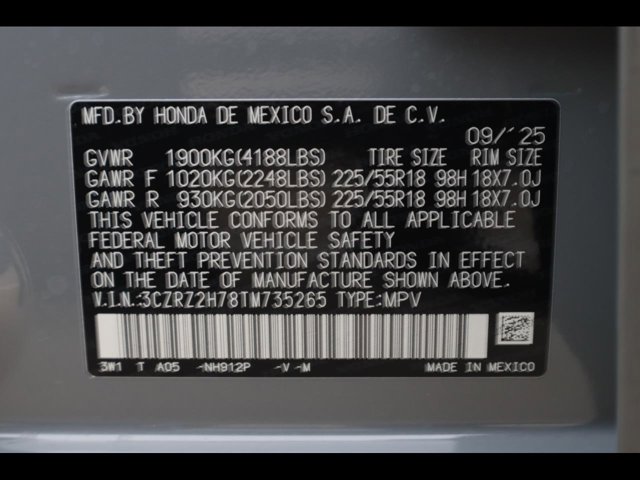 MFD.BY HONDA DE MEXICO S.A. DE C.V.
09/´25
GVWR 1900KG(4188LBS) TIRE SIZE RIM SIZE
GAWR F 1020KG(2248LBS) 225/55R18 98H 18X7.0J
GAWR R 930KG(2050LBS) 225/55R18 98H 18X7.0J
THIS VEHICLE CONFORMS TO ALL APPLICABLE
FEDERAL MOTOR VEHICLE SAFETY
AND THEFT PREVENTION STANDARDS IN EFFECT
ON THE DATE OF MANUFACTURE SHOWN ABOVE.
V.I.N.:3CZRZ2H78TM735265 TYPE:MPV
3W1 T A05 -NH912P -V -M MADE IN MEXICO